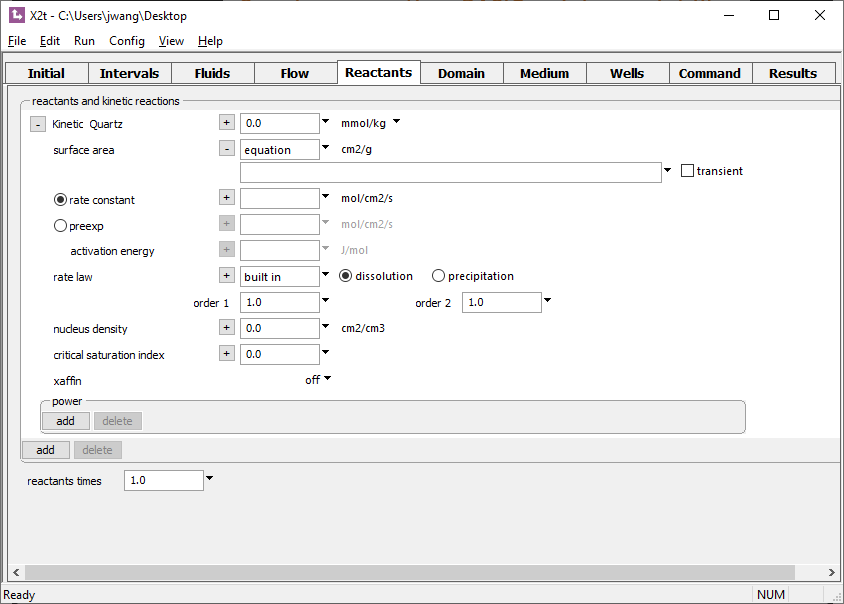 X2t - C:\Users\jwang\Desktop
File Edit Run Config View Help
Initial Intervals Fluids Flow Reactants Domain Medium Wells Command Results
reactants and kinetic reactions
- Kinetic Quartz + 0.0 mmol/kg
surface area - equation cm2/g
transient
rate constant + mol/cm2/s
preexp + mol/cm2/s
activation energy + J/mol
rate law + built in dissolution precipitation
order 1 1.0 order 2 1.0
nucleus density + 0.0 cm2/cm3
critical saturation index + 0.0
xaffin off
power
add delete
add delete
reactants times 1.0
Ready NUM